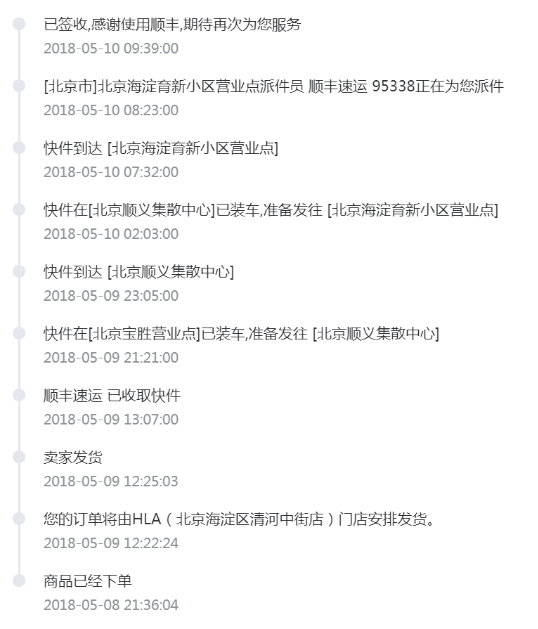 已签收,感谢使用顺丰,期待再次为您服务
2018-05-10 09:39:00
[北京市]北京海淀育新小区营业点派件员 顺丰速运 95338正在为您派件
2018-05-10 08:23:00
快件到达 [北京海淀育新小区营业点]
2018-05-10 07:32:00
快件在[北京顺义集散中心]已装车,准备发往 [北京海淀育新小区营业点]
2018-05-10 02:03:00
快件到达 [北京顺义集散中心]
2018-05-09 23:05:00
快件在[北京宝胜营业点]已装车,准备发往 [北京顺义集散中心]
2018-05-09 21:21:00
顺丰速运 已收取快件
2018-05-09 13:07:00
卖家发货
2018-05-09 12:25:03
您的订单将由HLA（北京海淀区清河中街店）门店安排发货。
2018-05-09 12:22:24
商品已经下单
2018-05-08 21:36:04